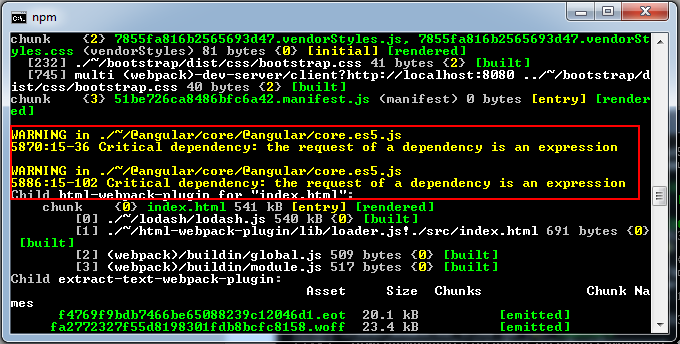 npm
chunk    {2} 7855fa816b2565693d47.vendorStyles.js, 7855fa816b2565693d47.vendorSt
yles.css (vendorStyles) 81 bytes {0} [initial] [rendered]
[232] ./~/bootstrap/dist/css/bootstrap.css 41 bytes {2} [built]
[745] multi (webpack)-dev-server/client?http://localhost:8080 ../~/bootstrap/d
ist/css/bootstrap.css 40 bytes {2} [built]
chunk    {3} 51be726ca8486bfc6a42.manifest.js (manifest) 0 bytes [entry] [render
ed]
WARNING in ./~/@angular/core/@angular/core.es5.js
5870:15-36 Critical dependency: the request of a dependency is an expression
WARNING in ./~/@angular/core/@angular/core.es5.js
5886:15-102 Critical dependency: the request of a dependency is an expression
Child html-webpack-plugin for "index.html":
chunk    {0} index.html 541 kB [entry] [rendered]
[0] ./~/lodash/lodash.js 540 kB {0} [built]
[1] ./~/html-webpack-plugin/lib/loader.js!./src/index.html 691 bytes {0}
[built]
[2] (webpack)/buildin/global.js 509 bytes {0} [built]
[3] (webpack)/buildin/module.js 517 bytes {0} [built]
Child extract-text-webpack-plugin:
Asset     Size  Chunks             Chunk Na
mes
f4769f9bdb7466be65088239c12046d1.eot  20.1 kB          [emitted]
fa2772327f55d8198301fdb8bcfc8158.woff  23.4 kB          [emitted]